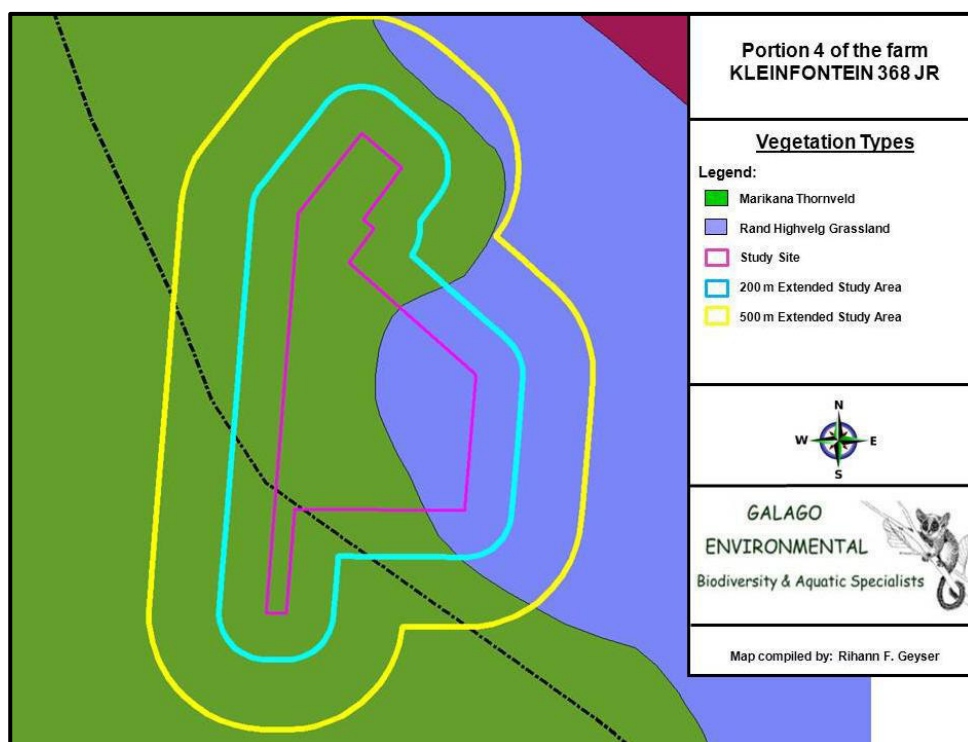 Portion 4 of the farm
KLEINFONTEIN 368 JR
Vegetation Types
Legend:
Marikana Thornveld
Rand Highvelg Grassland
Study Site
200 m Extended Study Area
500 m Extended Study Area
N
W
E
S
GALAGO
ENVIRONMENTAL
Biodiversity & Aquatic Specialists
Map compiled by: Rihann F. Geyser